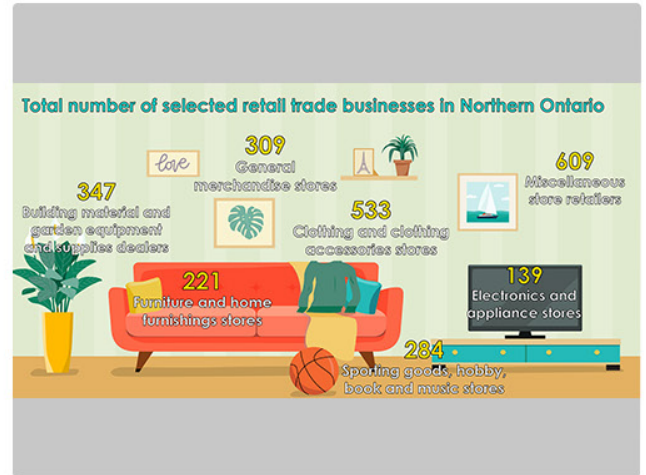 Total number of selected retail trade businesses in Northern Ontario
love
309
General
merchandise stores
609
Miscellaneous
store retailers
347
Building material and
garden equipment
and supplies dealers
533
Clothing and clothing
accessories stores
221
Furniture and home
furnishings stores
139
Electronics and
appliance stores
284
Sporting goods, hobby,
book and music stores